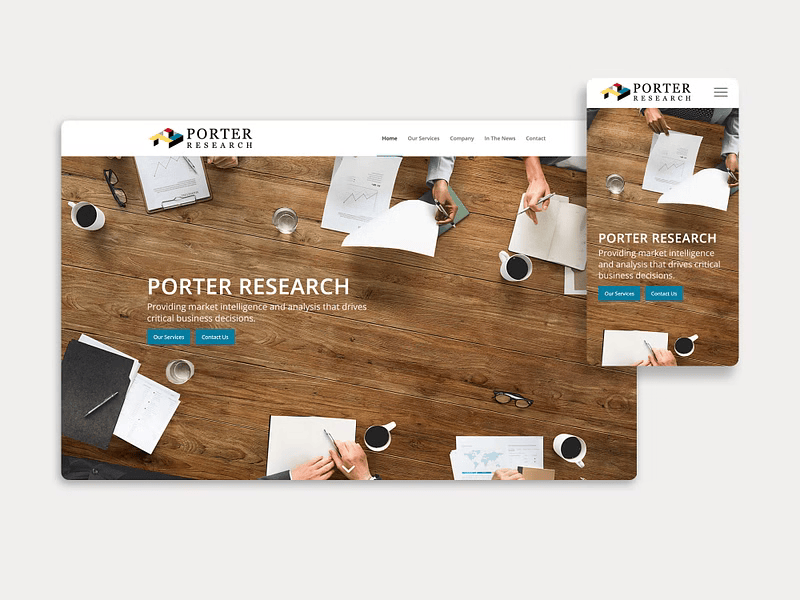 PORTER
RESEARCH
Home
Our Services
Company
In The News
Contact
PORTER RESEARCH
Providing market intelligence and analysis that drives
critical business decisions.
Our Services
Contact Us
PORTER
RESEARCH
PORTER RESEARCH
Providing market intelligence
and analysis that drives critical
business decisions.
Our Services
Contact Us